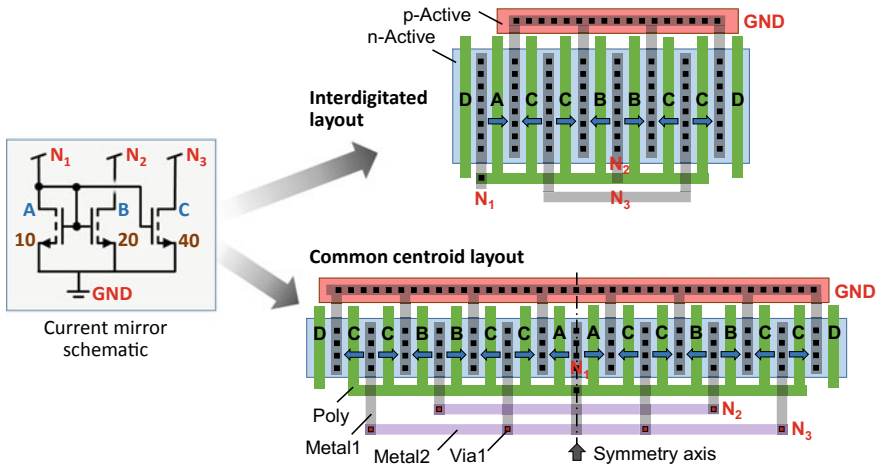 p-Active
GND
n-Active
D A C C B B C C D
Interdigitated
layout
N2
N1
N3
N1 N2 N3
A B C
10 20 40
GND
Current mirror
schematic
Common centroid layout
GND
D C C B B C C A A C C B B C C D
N1
Poly
N2
Metal1
N3
Metal2 Via1 Symmetry axis